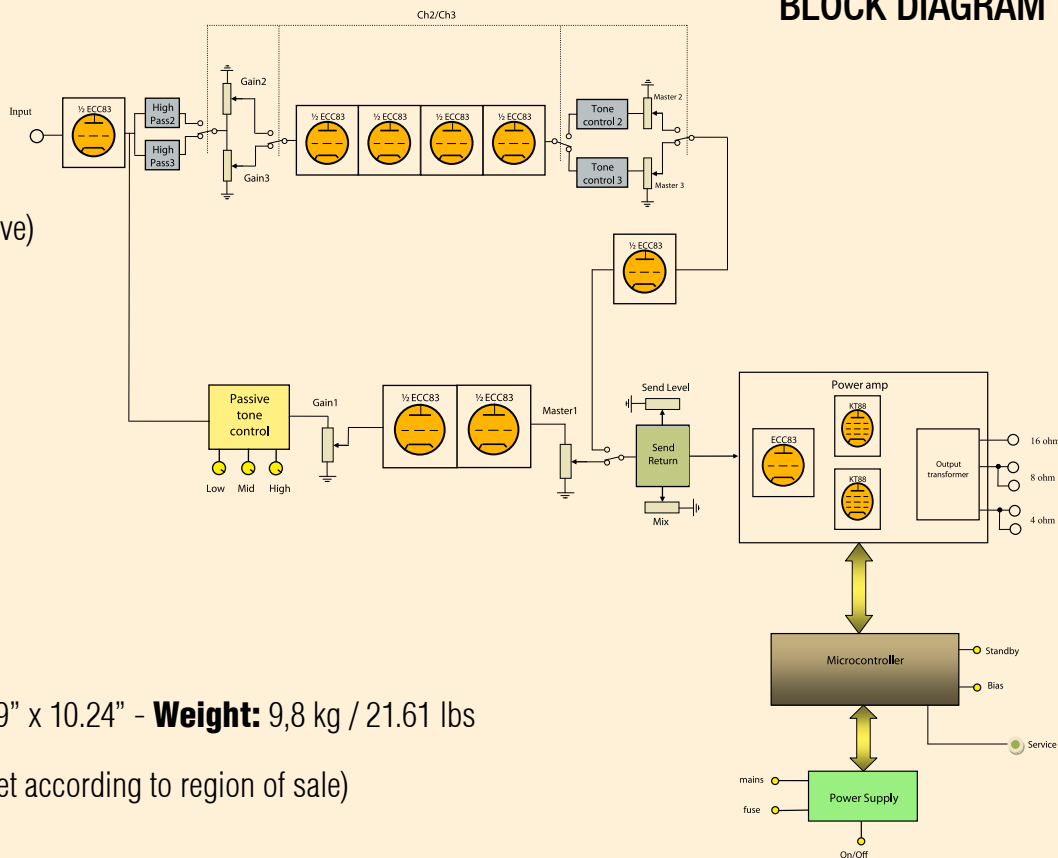 BLOCK DIAGRAM
Ch2/Ch3
Input
½ ECC83
High
Pass2
High
Pass3
Gain2
Gain3
½ ECC83
½ ECC83
½ ECC83
½ ECC83
Tone
control 2
Tone
control 3
Master 2
Master 3
ve)
½ ECC83
Passive
tone
control
Low
Mid
High
Gain1
½ ECC83
½ ECC83
Master1
Send Level
Send
Return
Mix
Power amp
ECC83
KT88
KT88
Output
transformer
16 ohm
8 ohm
4 ohm
Microcontroller
Standby
Bias
Service
9” x 10.24” - Weight: 9,8 kg / 21.61 lbs
et according to region of sale)
mains
fuse
Power Supply
On/Off